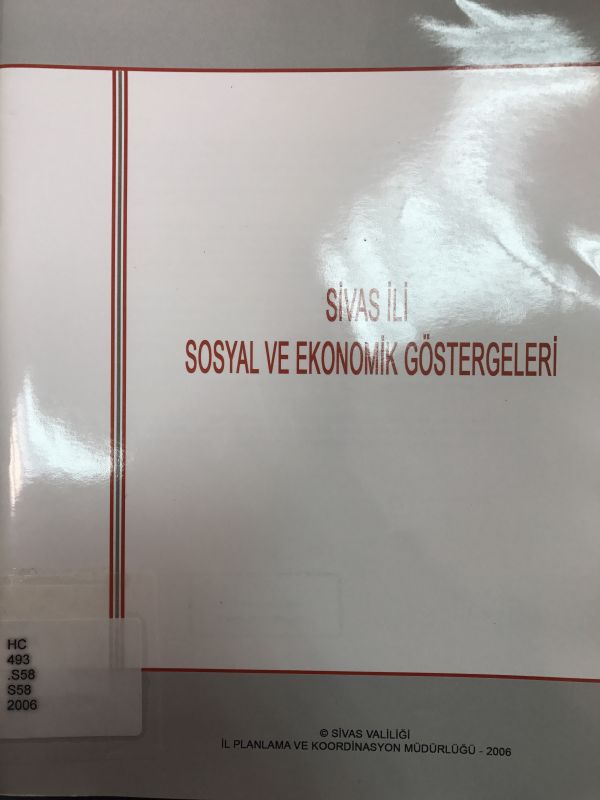 SİVAS İLİ
SOSYAL VE EKONOMİK GÖSTERGELERİ
HC
493
.S58
S58
2006
© SİVAS VALİLİĞİ
İL PLANLAMA VE KOORDİNASYON MÜDÜRLÜĞÜ - 2006